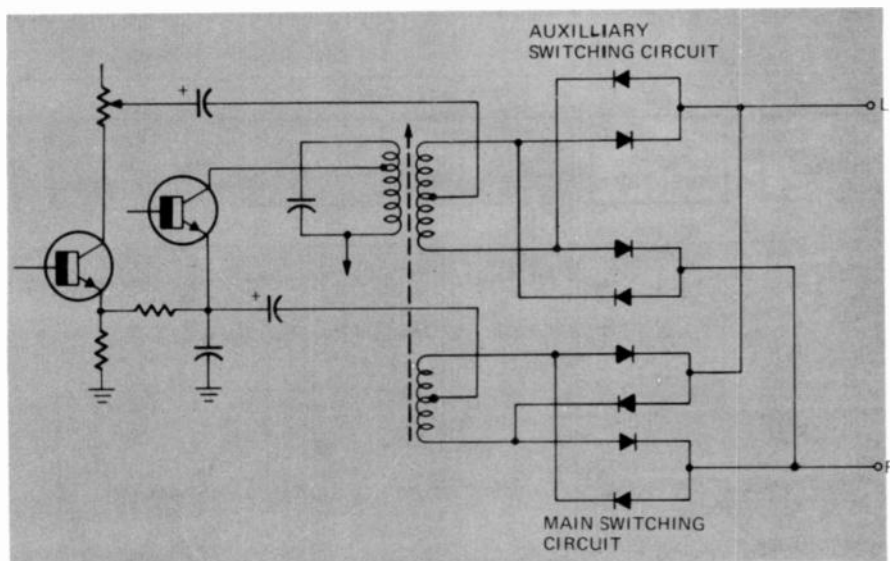 AUXILLIARY
SWITCHING CIRCUIT
+
L
+
R
MAIN SWITCHING
CIRCUIT